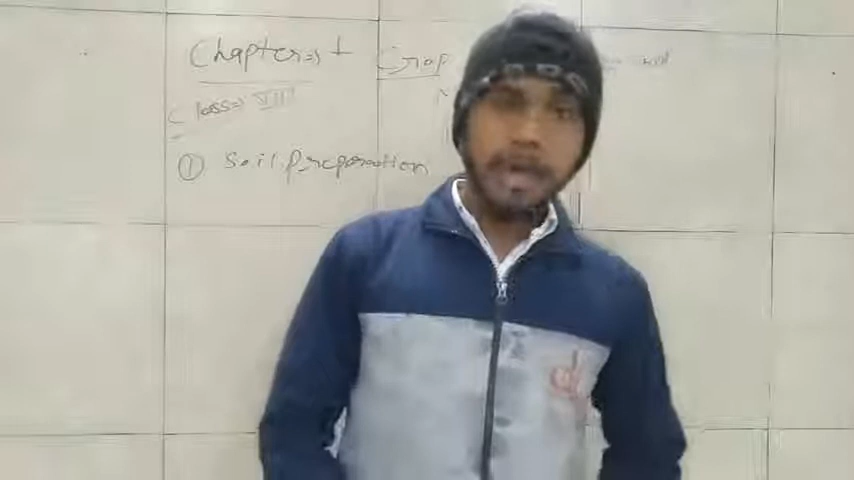 Chapter⇒1 Crop
Class⇒ VIII
① Soil Preparation